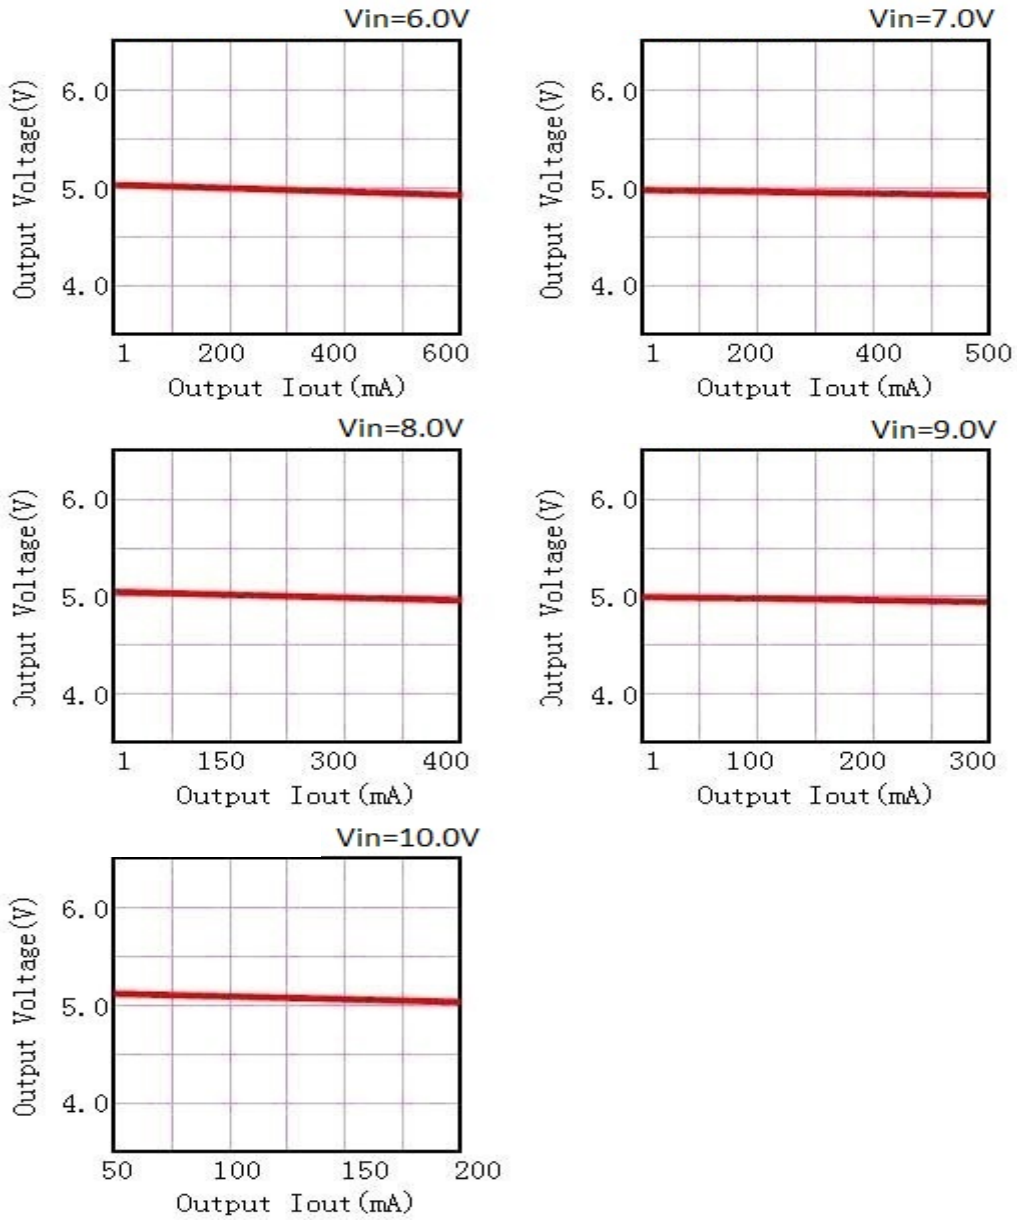 Vin=6.0V
Output Voltage(V)
6.0
5.0
4.0
1 200 400 600
Output Iout(mA)
Vin=7.0V
Output Voltage(V)
6.0
5.0
4.0
1 200 400 500
Output Iout(mA)
Vin=8.0V
Output Voltage(V)
6.0
5.0
4.0
1 150 300 400
Output Iout(mA)
Vin=9.0V
Output Voltage(V)
6.0
5.0
4.0
1 100 200 300
Output Iout(mA)
Vin=10.0V
Output Voltage(V)
6.0
5.0
4.0
50 100 150 200
Output Iout(mA)